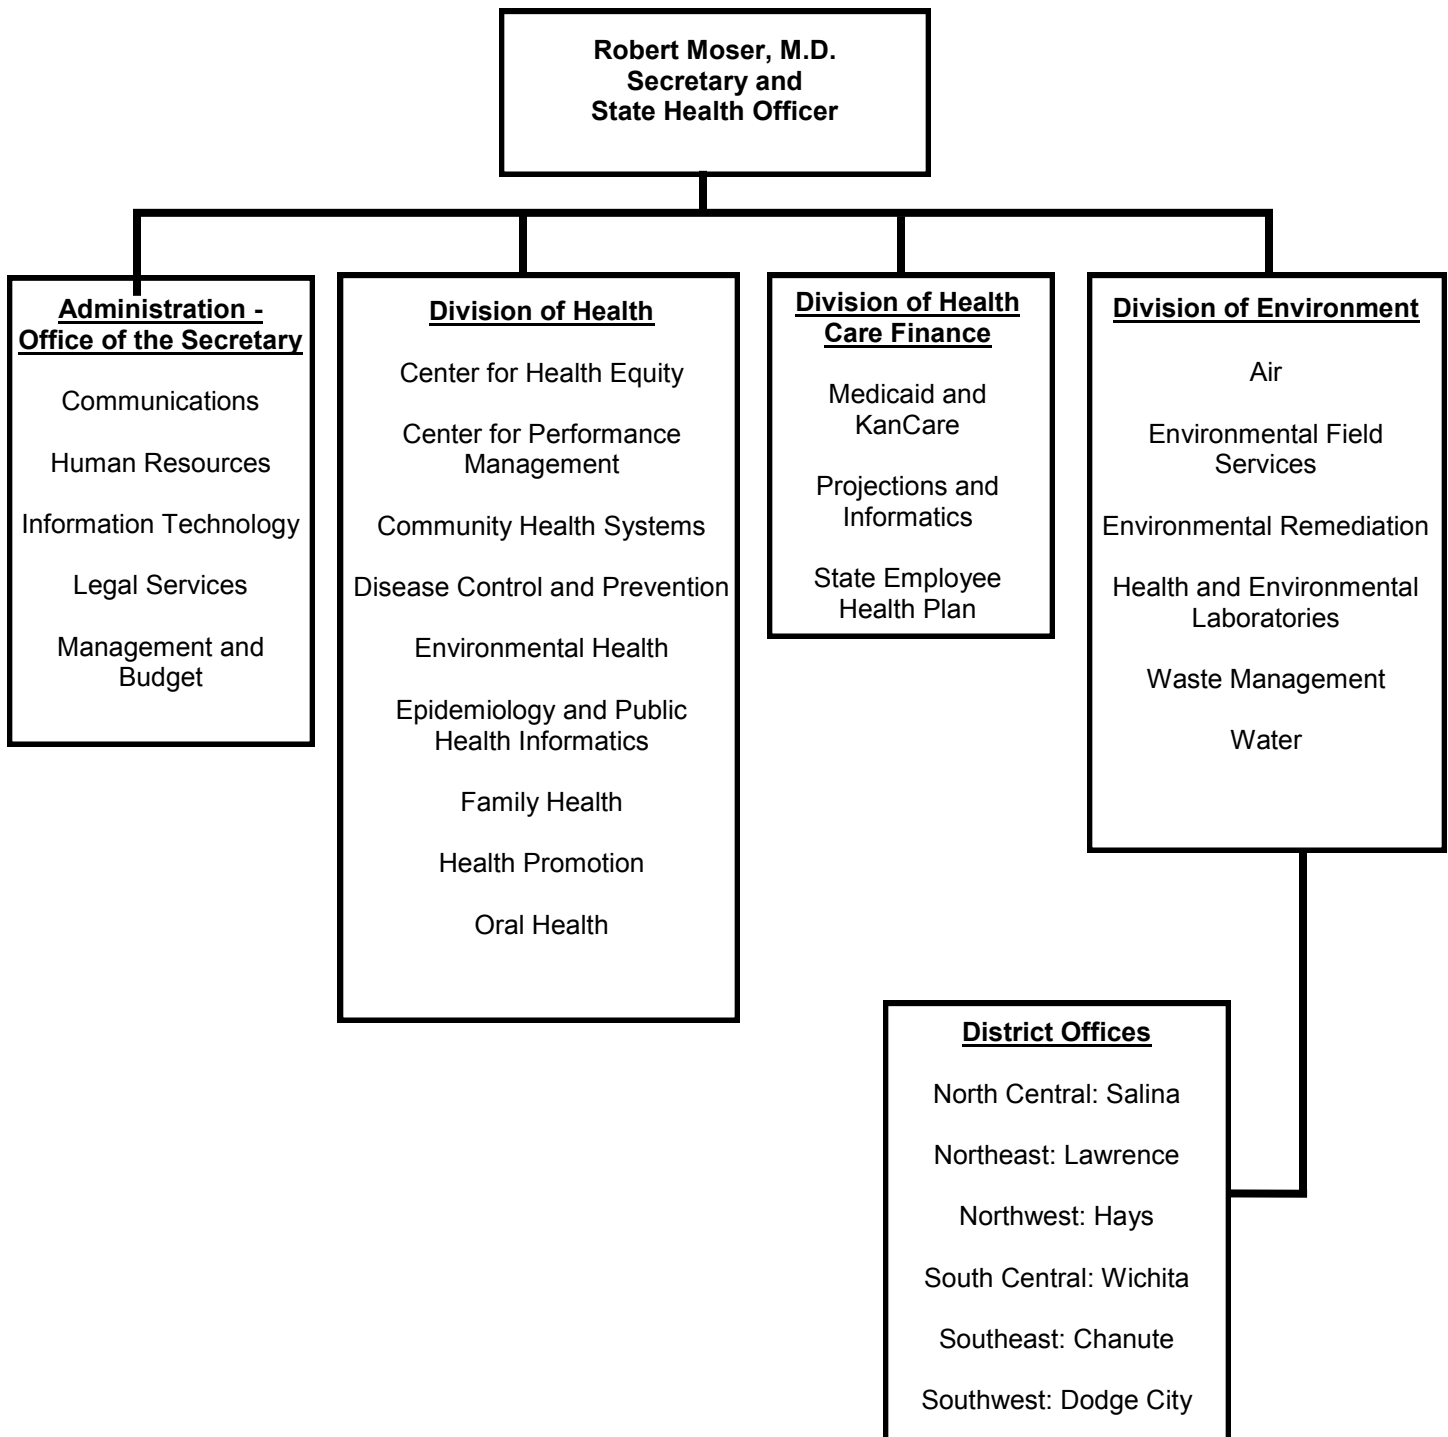 Robert Moser, M.D.
Secretary and
State Health Officer
Administration -
Office of the Secretary
Communications
Human Resources
Information Technology
Legal Services
Management and
Budget
Division of Health
Center for Health Equity
Center for Performance
Management
Community Health Systems
Disease Control and Prevention
Environmental Health
Epidemiology and Public
Health Informatics
Family Health
Health Promotion
Oral Health
Division of Health
Care Finance
Medicaid and
KanCare
Projections and
Informatics
State Employee
Health Plan
Division of Environment
Air
Environmental Field
Services
Environmental Remediation
Health and Environmental
Laboratories
Waste Management
Water
District Offices
North Central: Salina
Northeast: Lawrence
Northwest: Hays
South Central: Wichita
Southeast: Chanute
Southwest: Dodge City